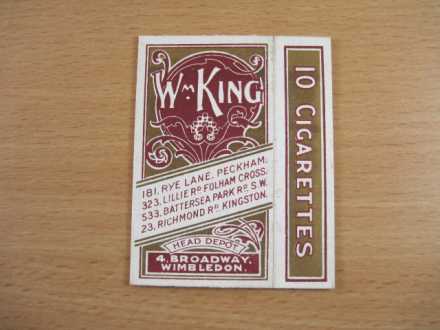 Wm KING
181, RYE LANE, PECKHAM.
323, LILLIE RD FULHAM CROSS.
533, BATTERSEA PARK RD S.W.
23, RICHMOND RD KINGSTON.
HEAD DEPOT
4, BROADWAY,
WIMBLEDON.
10 CIGARETTES